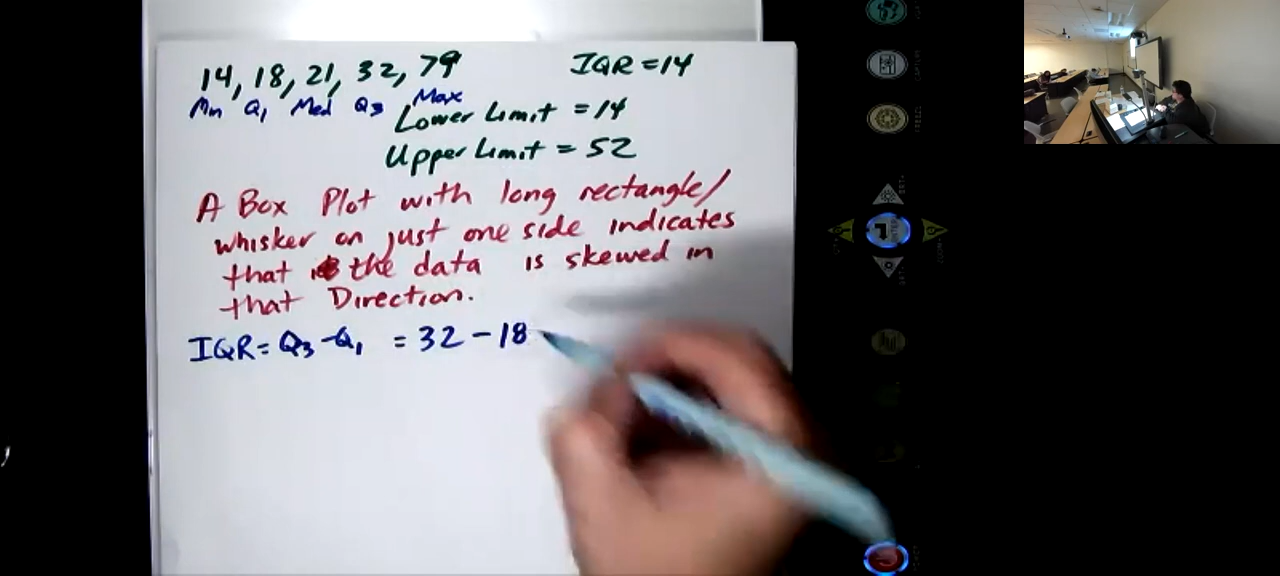 14, 18, 21, 32, 79 IQR = 14
Min Q1 Med Q3 Max
Lower Limit = 14
Upper Limit = 52
A Box Plot with long rectangle/
whisker on just one side indicates
that the data is skewed in
that Direction.
IQR = Q3 - Q1 = 32 - 18